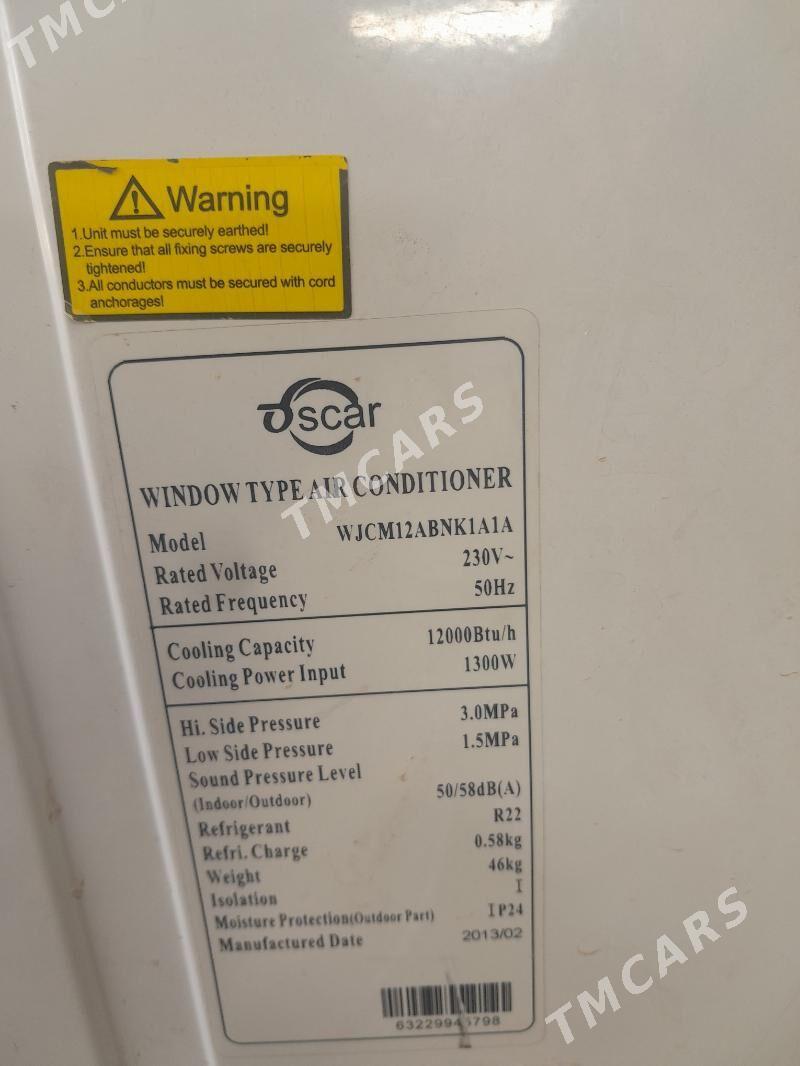 TMCARS
Warning
1.Unit must be securely earthed!
2.Ensure that all fixing screws are securely
tightened!
3.All conductors must be secured with cord
anchorages!
Oscar
TMCARS
WINDOW TYPE AIR CONDITIONER
Model WJCM12ABNK1A1A
Rated Voltage 230V~
Rated Frequency 50Hz
Cooling Capacity 12000Btu/h
Cooling Power Input 1300W
Hi. Side Pressure 3.0MPa
Low Side Pressure 1.5MPa
Sound Pressure Level
(Indoor/Outdoor) 50/58dB(A)
Refrigerant R22
Refri. Charge 0.58kg
Weight 46kg
Isolation I
Moisture Protection(Outdoor Part) IP24
Manufactured Date 2013/02
TMCARS